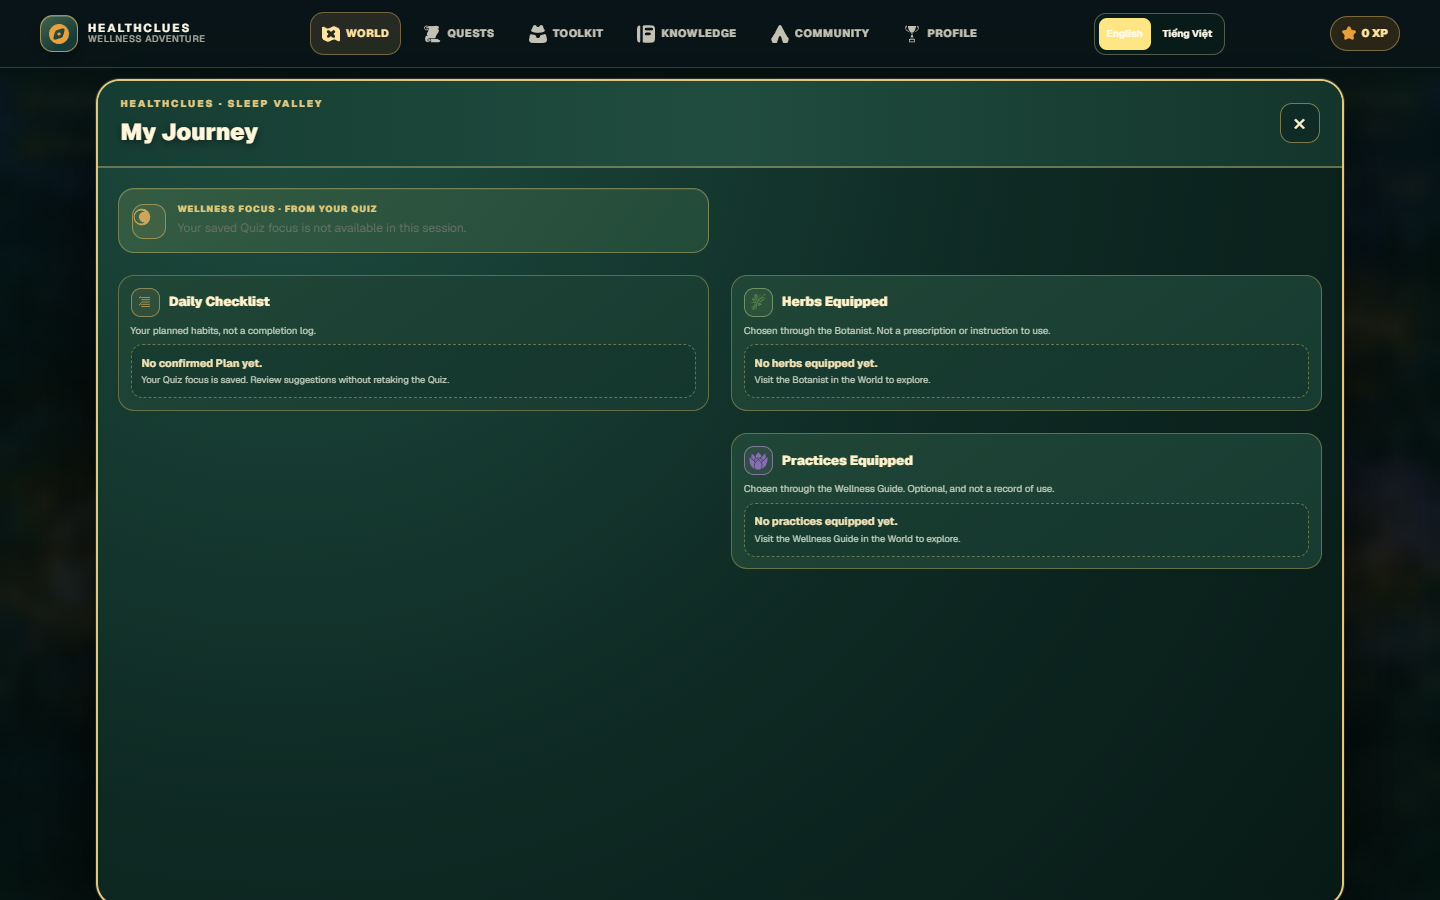 HEALTHCLUES
WELLNESS ADVENTURE
WORLD
QUESTS
TOOLKIT
KNOWLEDGE
COMMUNITY
PROFILE
English
Tiếng Việt
0 XP
HEALTHCLUES · SLEEP VALLEY
My Journey
WELLNESS FOCUS · FROM YOUR QUIZ
Your saved Quiz focus is not available in this session.
Daily Checklist
Your planned habits, not a completion log.
No confirmed Plan yet.
Your Quiz focus is saved. Review suggestions without retaking the Quiz.
Herbs Equipped
Chosen through the Botanist. Not a prescription or instruction to use.
No herbs equipped yet.
Visit the Botanist in the World to explore.
Practices Equipped
Chosen through the Wellness Guide. Optional, and not a record of use.
No practices equipped yet.
Visit the Wellness Guide in the World to explore.